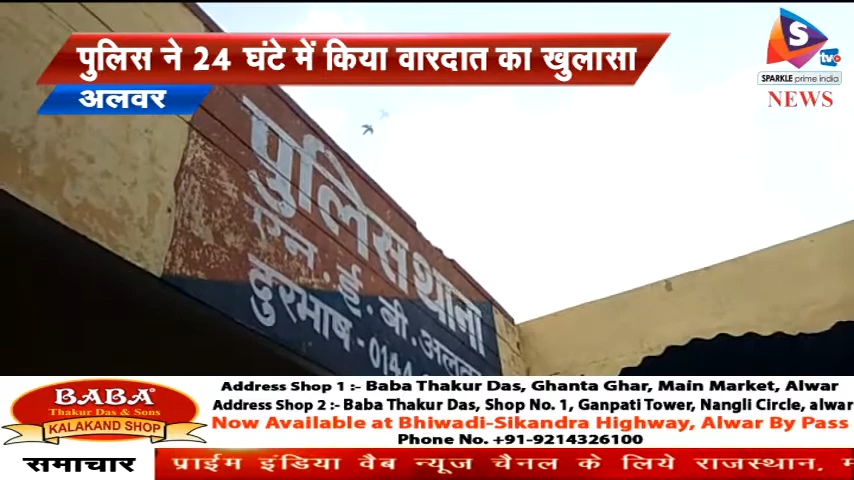 पुलिस ने 24 घंटे में किया वारदात का खुलासा
अलवर
S
tvo
SPARKLE prime india
NEWS
पुलिस थाना
एन.ई.बी. अलवर
दुरभाष - 0144
BABA
Thakur Das & Sons
KALAKAND SHOP
Address Shop 1 :- Baba Thakur Das, Ghanta Ghar, Main Market, Alwar
Address Shop 2 :- Baba Thakur Das, Shop No. 1, Ganpati Tower, Nangli Circle, alwar
Now Available at Bhiwadi-Sikandra Highway, Alwar By Pass
Phone No. +91-9214326100
समाचार
प्राईम इंडिया वैब न्यूज चैनल के लिये राजस्थान,